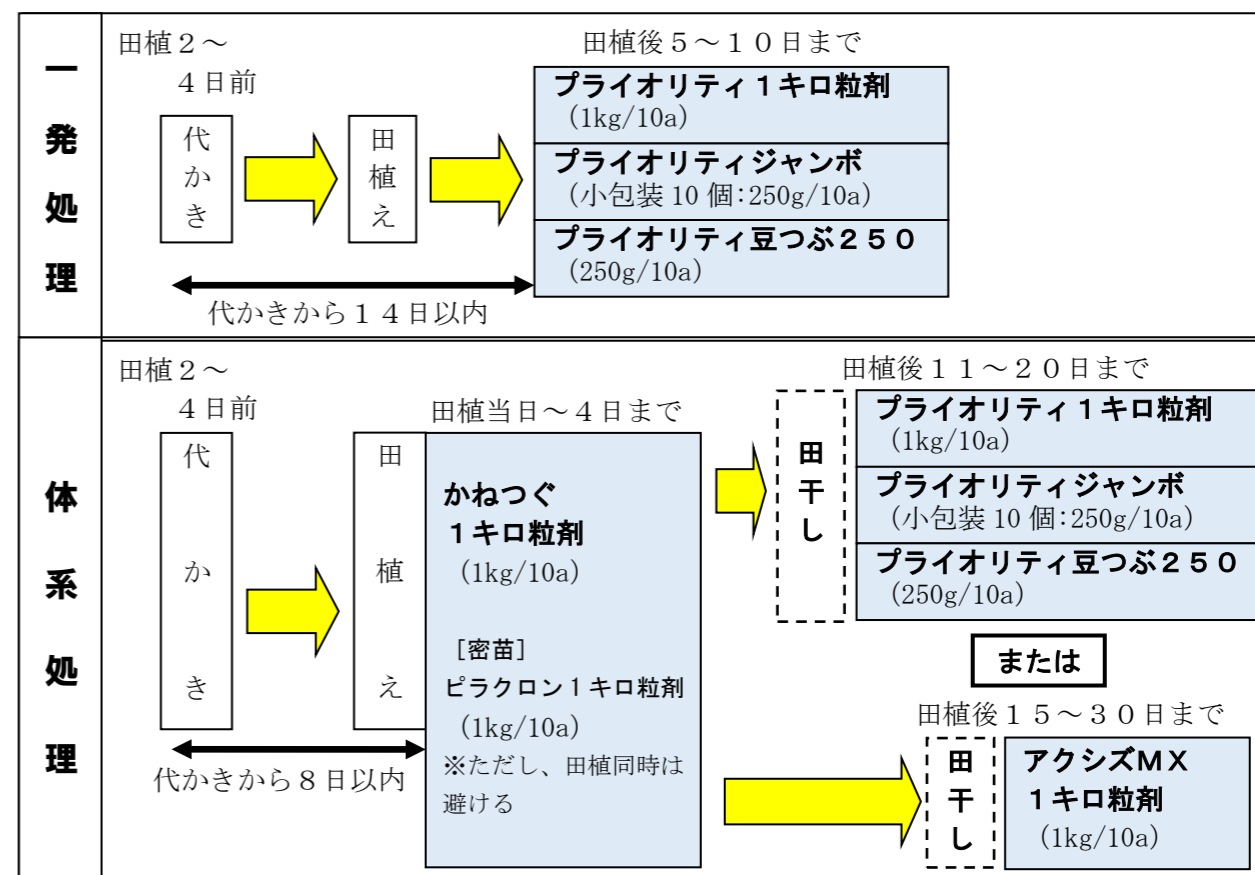 一発処理
田植２～
４日前
代かき
田植え
田植後５～１０日まで
プライオリティ１キロ粒剤
(1kg/10a)
プライオリティジャンボ
(小包装 10 個:250g/10a)
プライオリティ豆つぶ２５０
(250g/10a)
代かきから１４日以内
体系処理
田植２～
４日前
代かき
田植え
田植当日～４日まで
かねつぐ
１キロ粒剤
(1kg/10a)
［密苗］
ピラクロン１キロ粒剤
(1kg/10a)
※ただし、田植同時は
避ける
代かきから８日以内
田植後１１～２０日まで
田干し
プライオリティ１キロ粒剤
(1kg/10a)
プライオリティジャンボ
(小包装 10 個:250g/10a)
プライオリティ豆つぶ２５０
(250g/10a)
または
田植後１５～３０日まで
田干し
アクシズMX
１キロ粒剤
(1kg/10a)